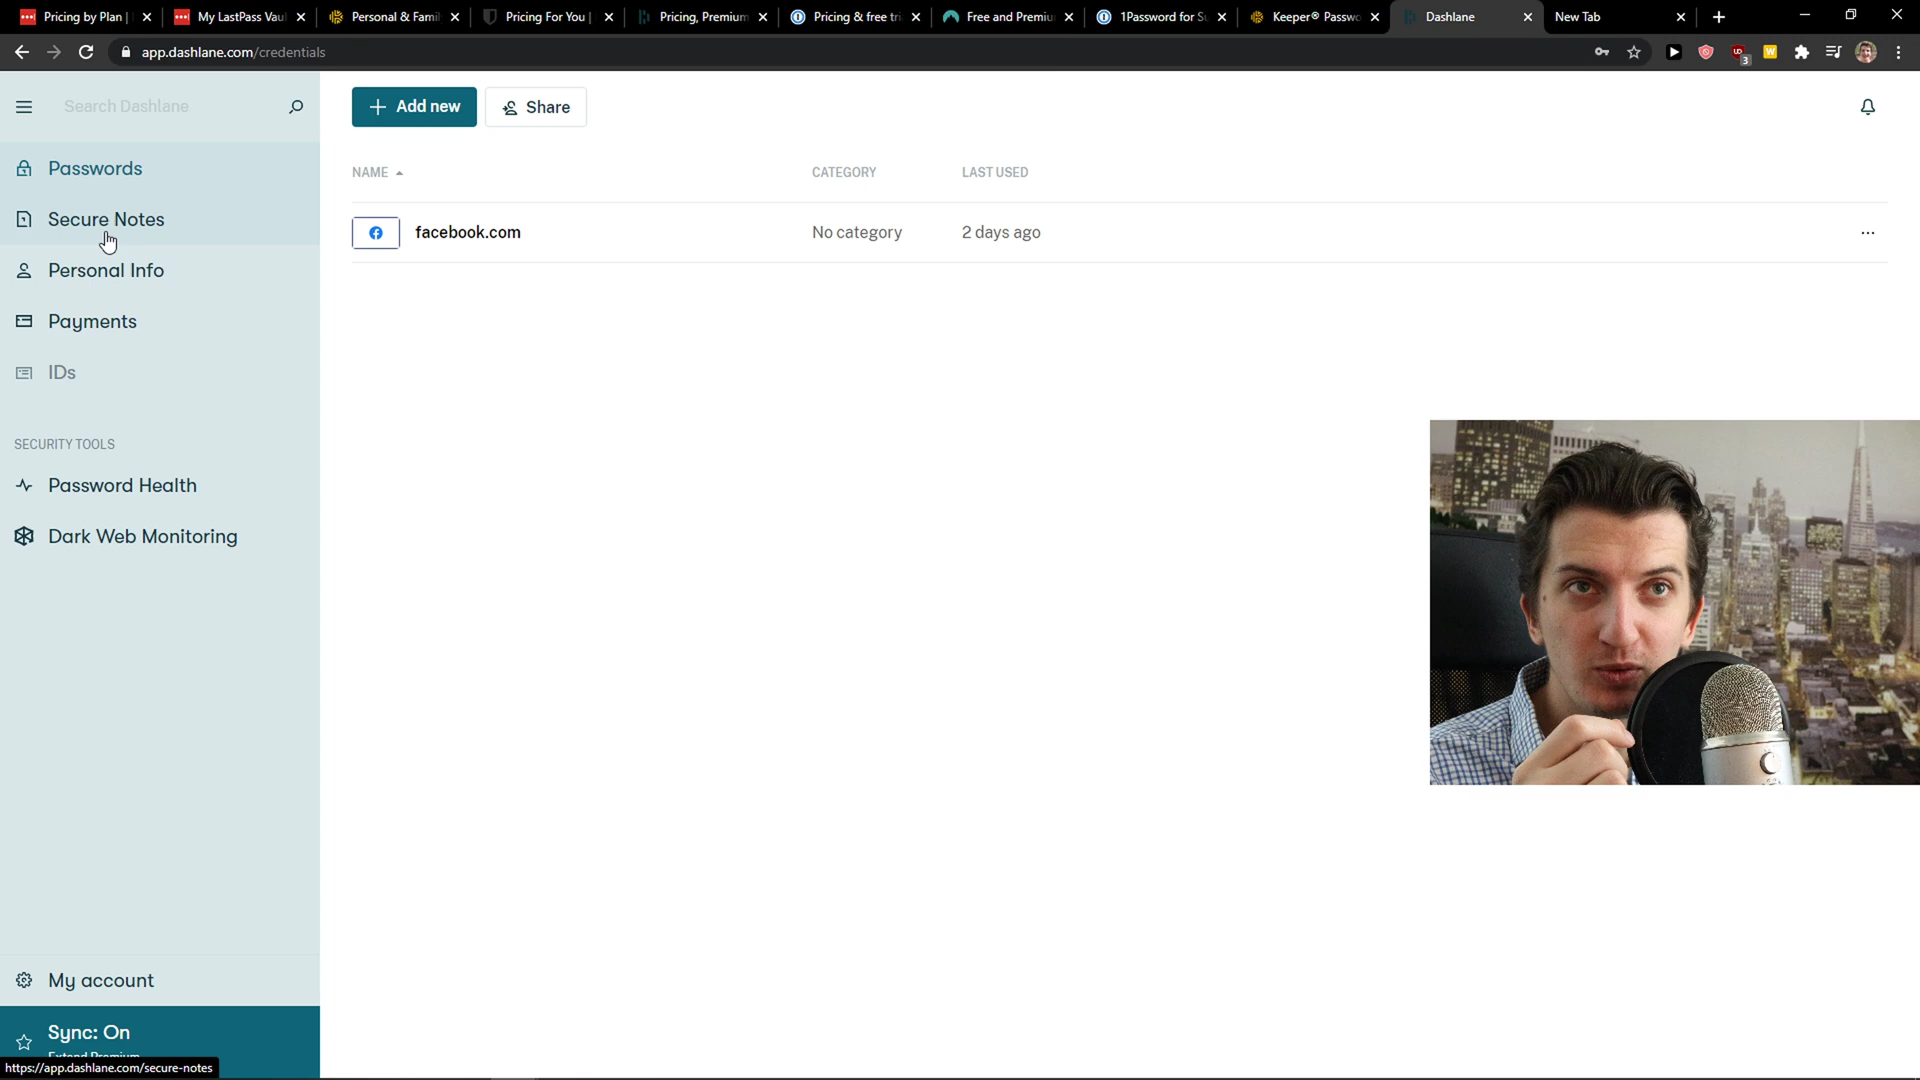 Pricing by Plan |
My LastPass Vaul
Personal & Famil
Pricing For You |
Pricing, Premium
Pricing & free tri
Free and Premiu
1Password for Su
Keeper® Passwo
Dashlane
New Tab
app.dashlane.com/credentials
3
Search Dashlane
Add new
Share
Passwords
Secure Notes
Personal Info
Payments
IDs
SECURITY TOOLS
Password Health
Dark Web Monitoring
NAME
CATEGORY
LAST USED
facebook.com
No category
2 days ago
My account
Sync: On
Extend Premium
https://app.dashlane.com/secure-notes